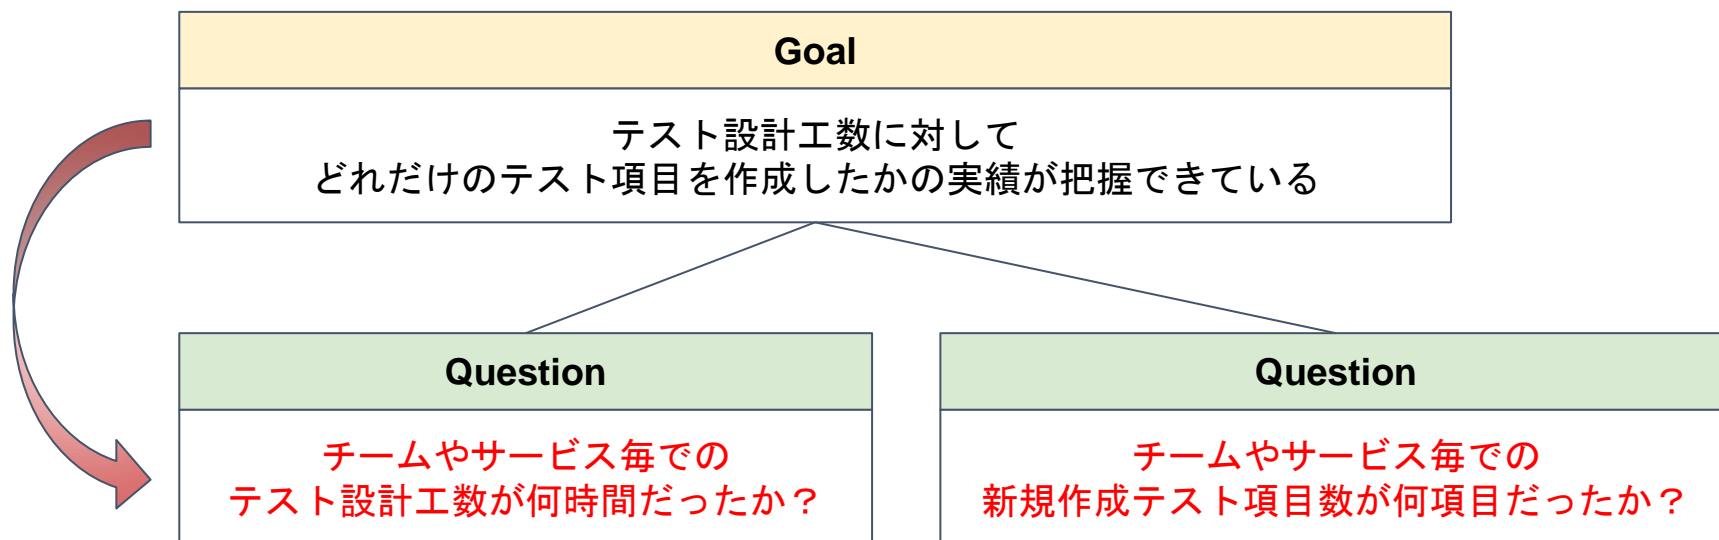 Goal
テスト設計工数に対して
どれだけのテスト項目を作成したかの実績が把握できている
Question
チームやサービス毎での
テスト設計工数が何時間だったか？
Question
チームやサービス毎での
新規作成テスト項目数が何項目だったか？